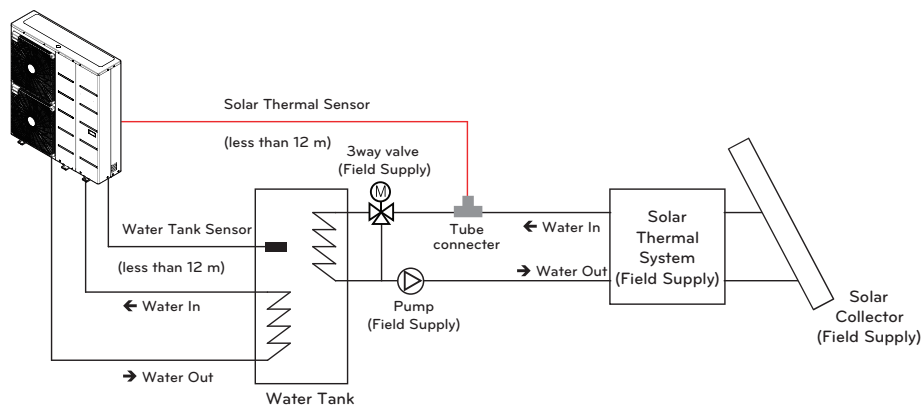 Solar Thermal Sensor
(less than 12 m)
3way valve
(Field Supply)
M
Water Tank Sensor
(less than 12 m)
Tube
connecter
← Water In
Solar
Thermal
System
(Field Supply)
→ Water Out
← Water In
Pump
(Field Supply)
Solar
Collector
(Field Supply)
→ Water Out
Water Tank